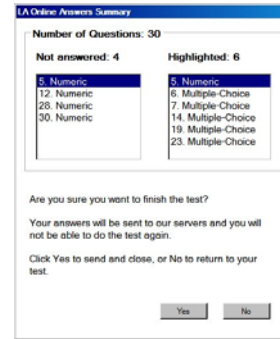 LA Online Answers Summary
Number of Questions: 30
Not answered: 4
5. Numeric
12. Numeric
28. Numeric
30. Numeric
Highlighted: 6
5. Numeric
6. Multiple-Choice
7. Multiple-Choice
14. Multiple-Choice
19. Multiple-Choice
23. Multiple-Choice
Are you sure you want to finish the test?
Your answers will be sent to our servers and you will
not be able to do the test again.
Click Yes to send and close, or No to return to your
test.
Yes
No